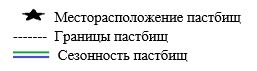 Месторасположение пастбищ
Границы пастбищ
Сезонность пастбищ